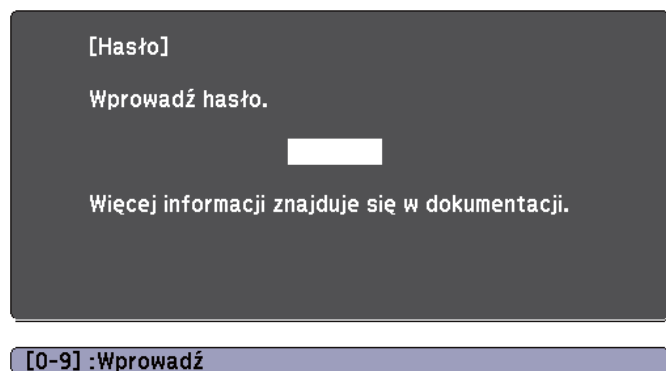 [Hasło]
Wprowadź hasło.
Więcej informacji znajduje się w dokumentacji.
[0-9] :Wprowadź